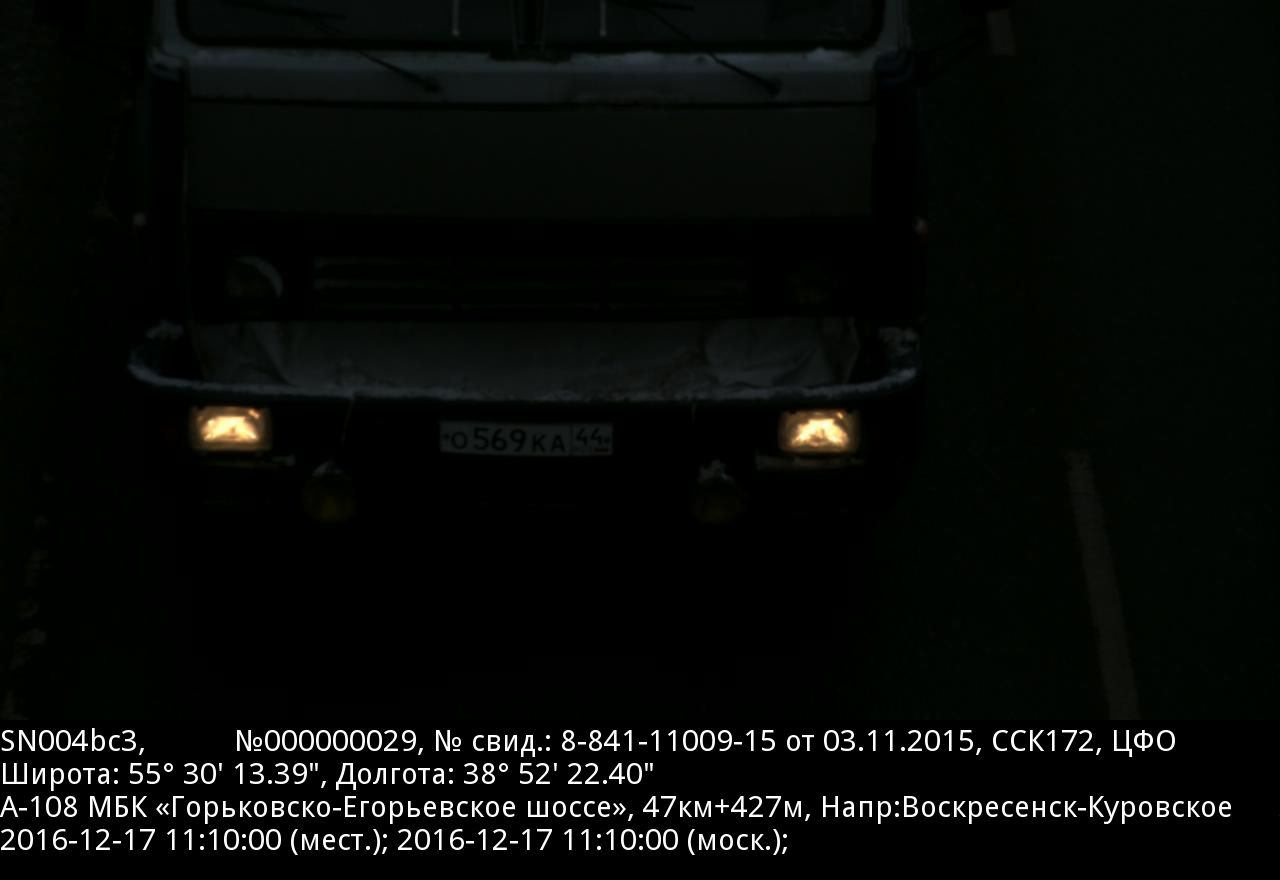 О569КА 44
SN004bc3, №000000029, № свид.: 8-841-11009-15 от 03.11.2015, ССК172, ЦФО
Широта: 55° 30' 13.39", Долгота: 38° 52' 22.40"
А-108 МБК «Горьковско-Егорьевское шоссе», 47км+427м, Напр:Воскресенск-Куровское
2016-12-17 11:10:00 (мест.); 2016-12-17 11:10:00 (моск.);